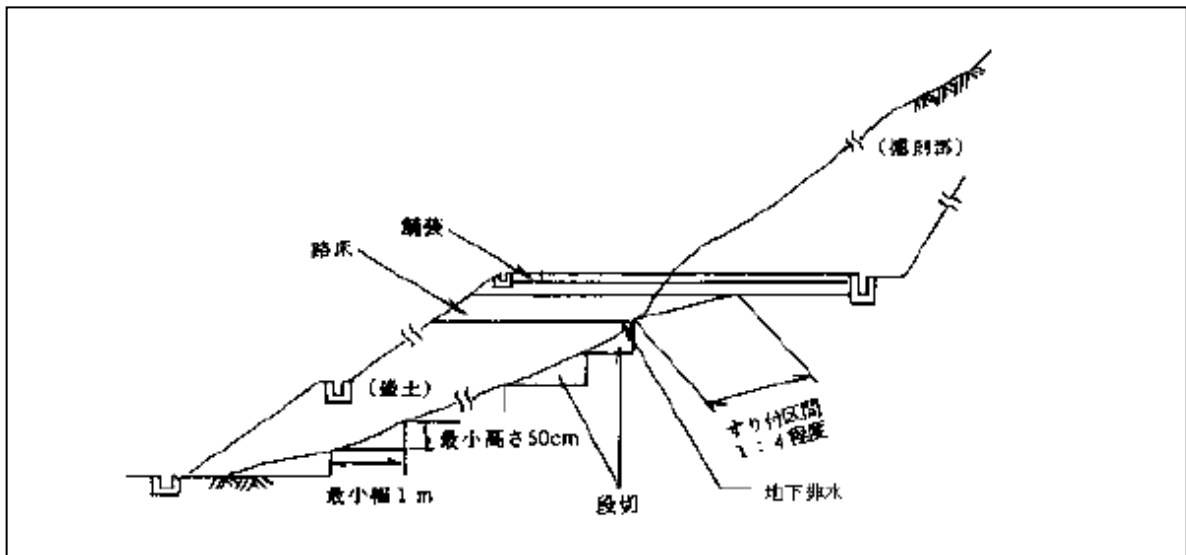 (掘削部)
舗装
路床
(盛土)
最小高さ50cm
すり付区間
1:4程度
最小幅1m
段切
地下排水